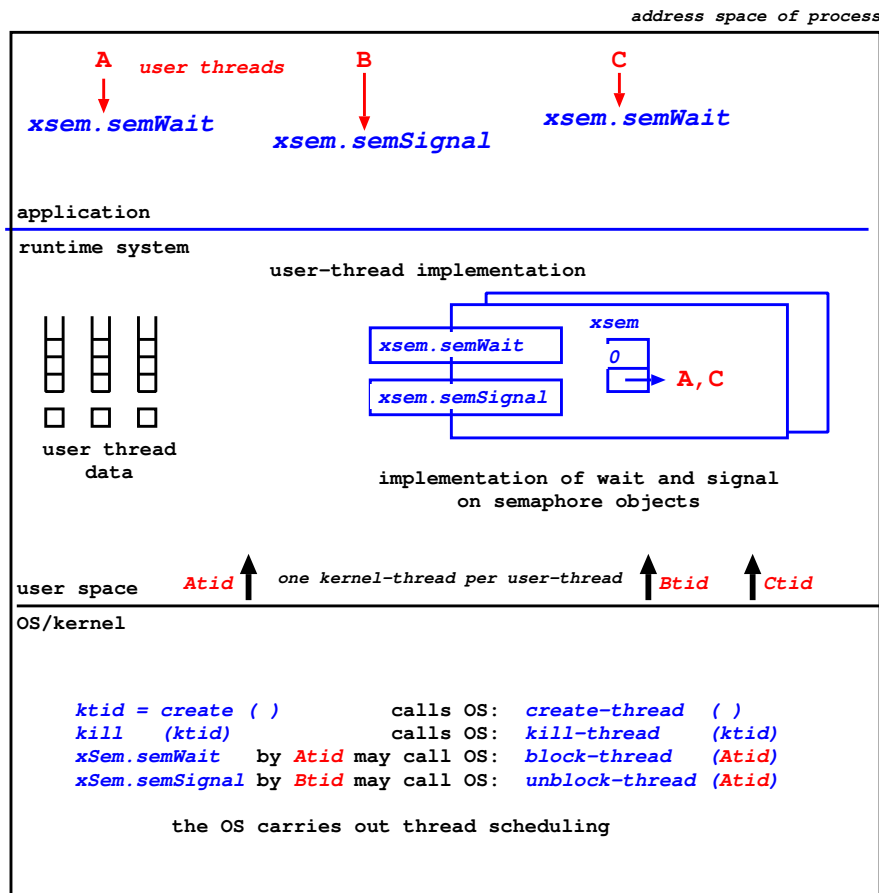 address space of process
A user threads B C
xsem.semWait xsem.semSignal xsem.semWait
application
runtime system
user-thread implementation
xsem
xsem.semWait 0
xsem.semSignal A,C
user thread
data
implementation of wait and signal
on semaphore objects
user space Atid one kernel-thread per user-thread Btid Ctid
OS/kernel
ktid = create ( ) calls OS: create-thread ( )
kill (ktid) calls OS: kill-thread (ktid)
xSem.semWait by Atid may call OS: block-thread (Atid)
xSem.semSignal by Btid may call OS: unblock-thread (Atid)
the OS carries out thread scheduling